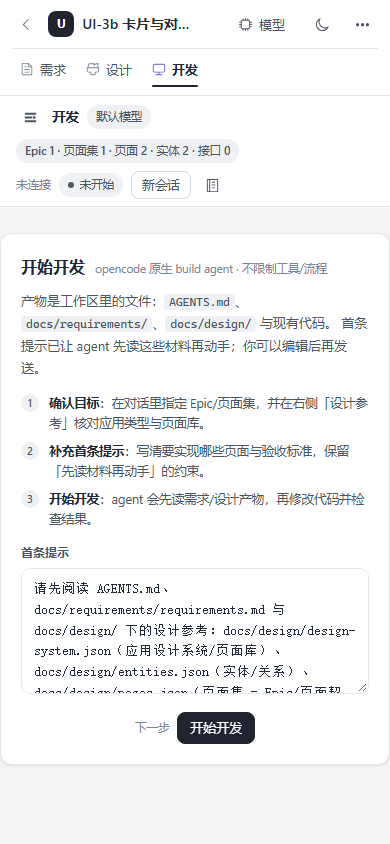 U UI-3b 卡片与对... 模型
需求 设计 开发
开发 默认模型
Epic 1 · 页面集 1 · 页面 2 · 实体 2 · 接口 0
未连接 未开始 新会话
开始开发 opencode 原生 build agent · 不限制工具/流程
产物是工作区里的文件：AGENTS.md、
docs/requirements/、docs/design/ 与现有代码。 首条
提示已让 agent 先读这些材料再动手；你可以编辑后再发
送。
1 确认目标：在对话里指定 Epic/页面集，并在右侧「设计参
考」核对应用类型与页面库。
2 补充首条提示：写清要实现哪些页面与验收标准，保留
「先读材料再动手」的约束。
3 开始开发：agent 会先读需求/设计产物，再修改代码并检
查结果。
首条提示
请先阅读 AGENTS.md、
docs/requirements/requirements.md 与
docs/design/ 下的设计参考：docs/design/design-
system.json（应用设计系统/页面库）、
docs/design/entities.json（实体/关系）、
docs/design/pages.json（页面集 = Epic/页面契
下一步 开始开发